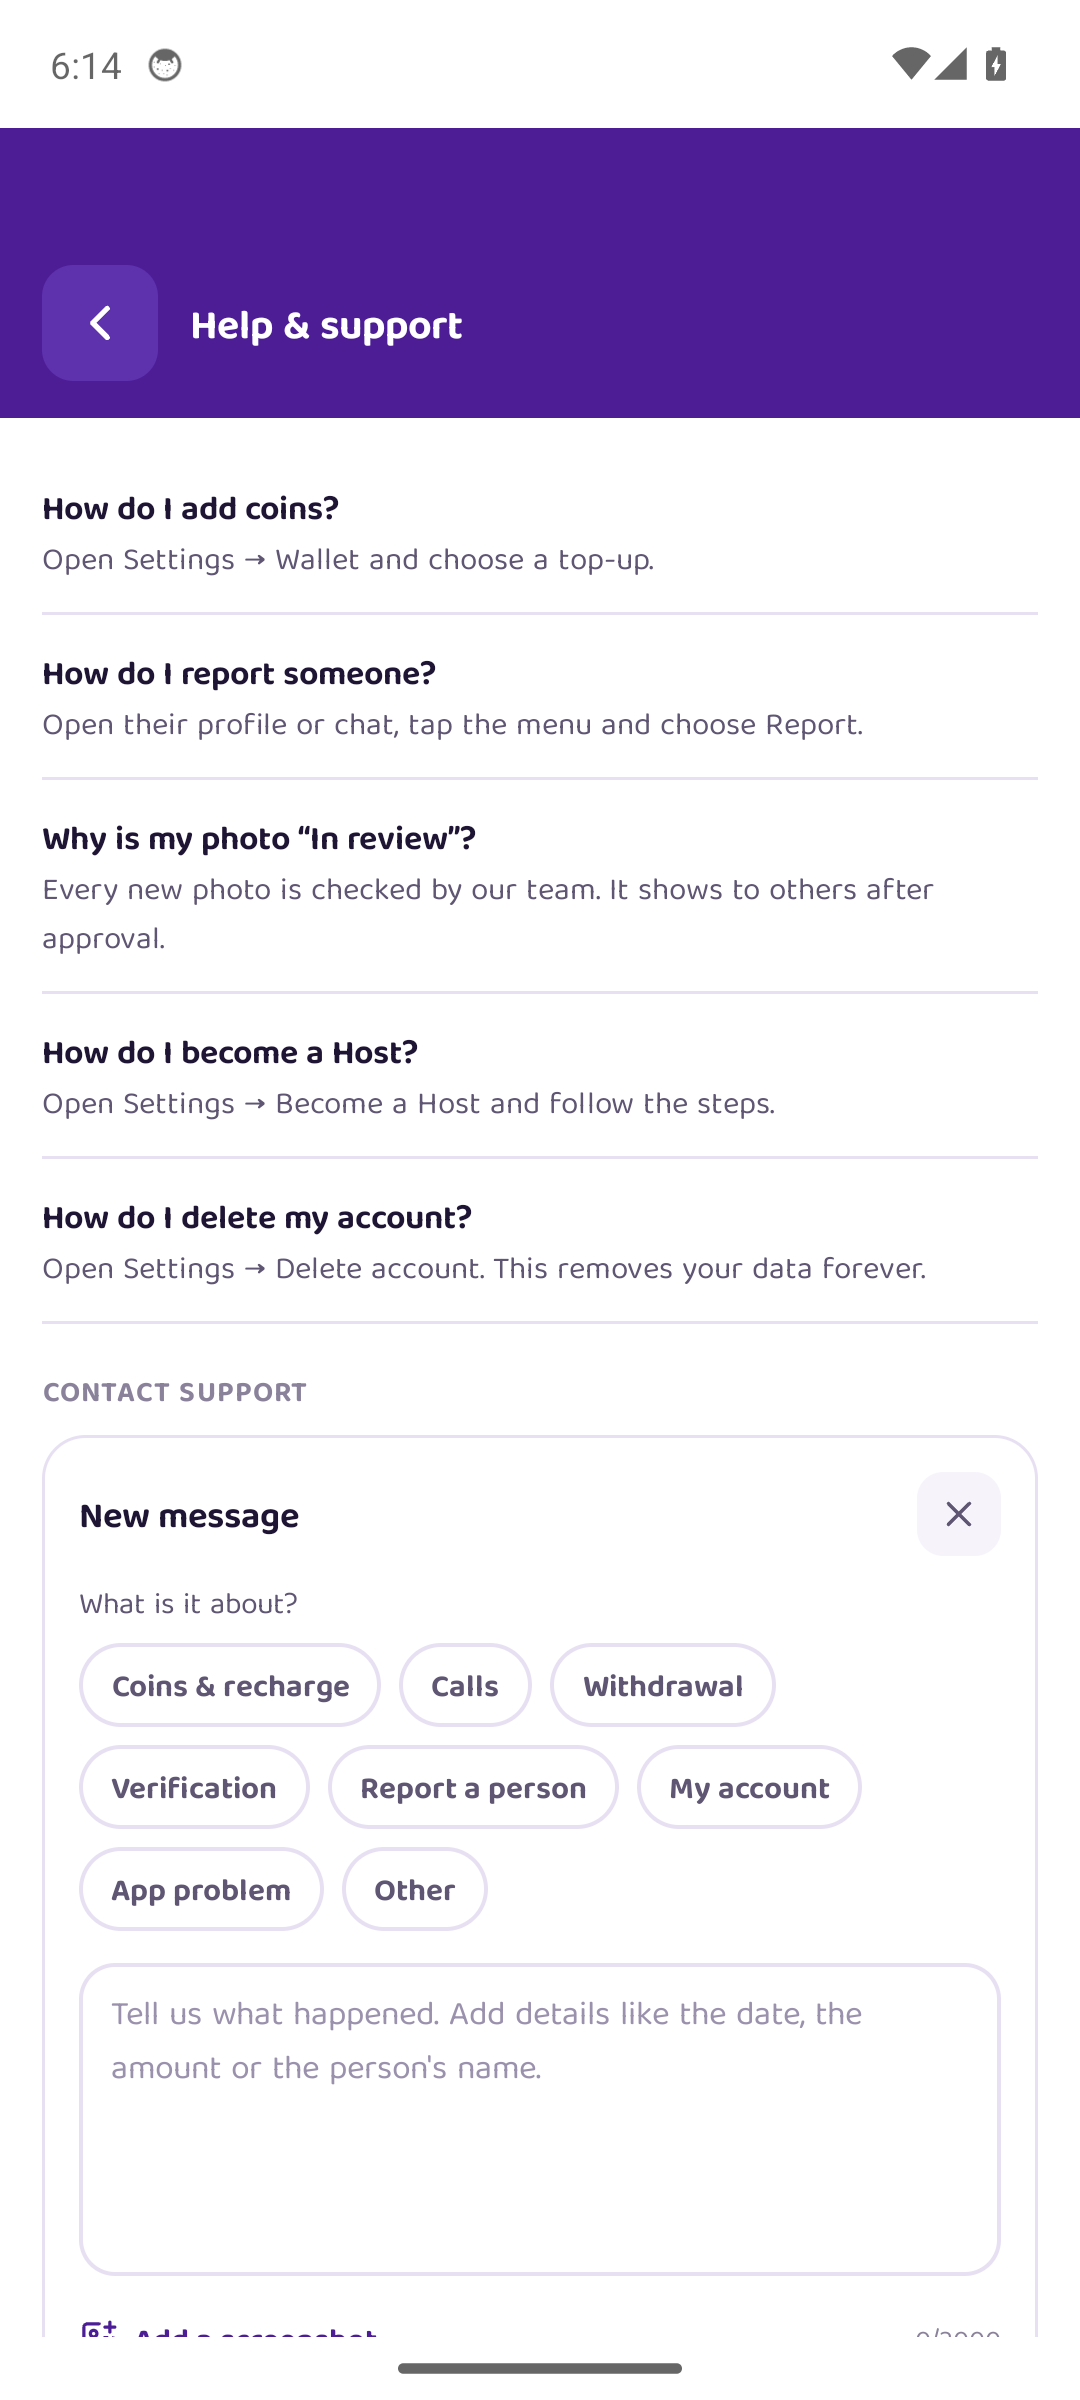 6:14
Help & support
How do I add coins?
Open Settings → Wallet and choose a top-up.
How do I report someone?
Open their profile or chat, tap the menu and choose Report.
Why is my photo “In review”?
Every new photo is checked by our team. It shows to others after
approval.
How do I become a Host?
Open Settings → Become a Host and follow the steps.
How do I delete my account?
Open Settings → Delete account. This removes your data forever.
CONTACT SUPPORT
New message
What is it about?
Coins & recharge
Calls
Withdrawal
Verification
Report a person
My account
App problem
Other
Tell us what happened. Add details like the date, the
amount or the person's name.
Add a screenshot